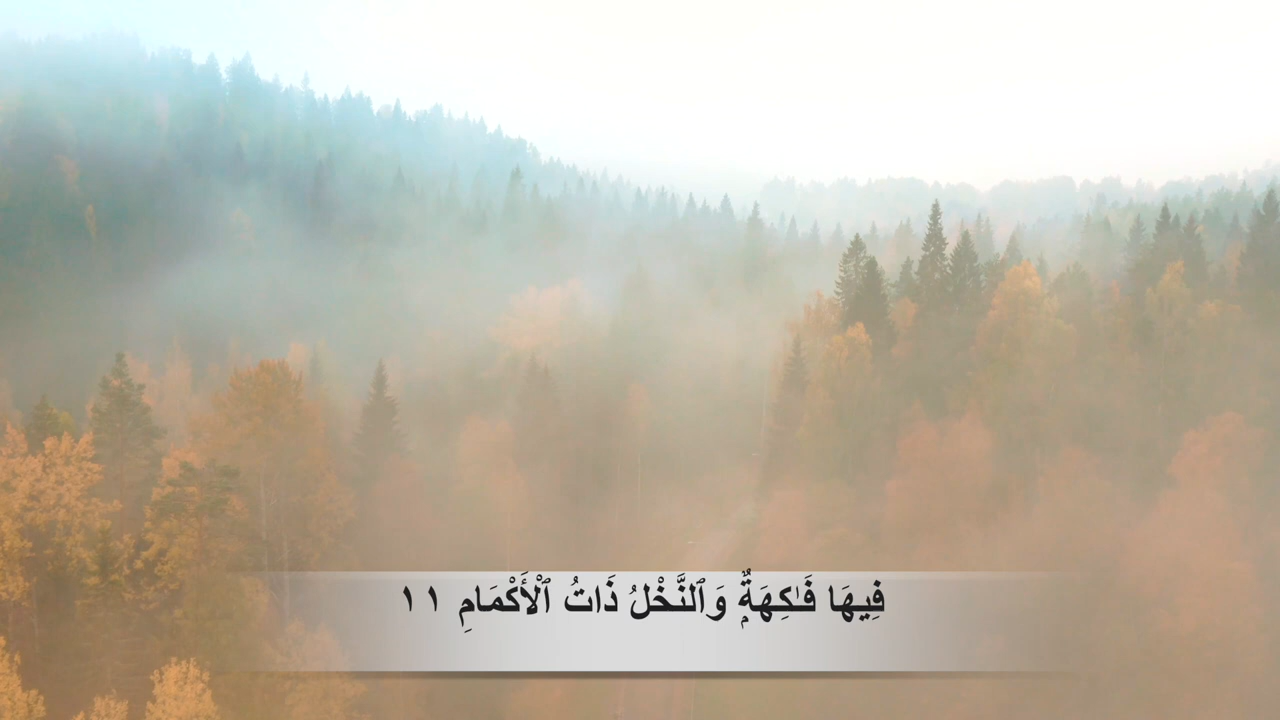 فِيهَا فَـٰكِهَةٌۭ وَٱلنَّخْلُ ذَاتُ ٱلْأَكْمَامِ ١١